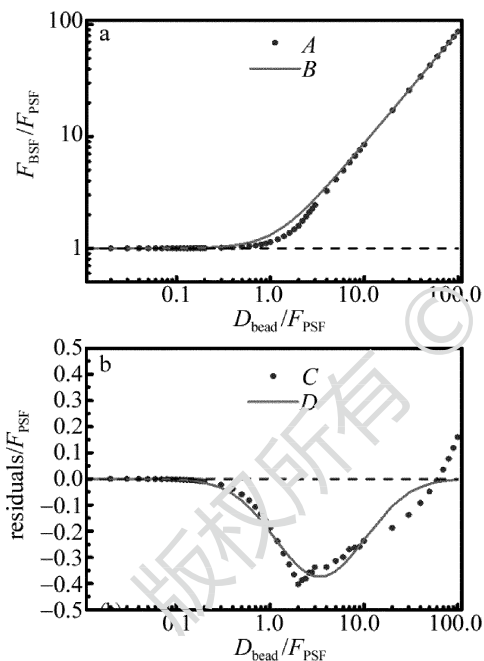 a
A
B
100
10
1
F_BSF/F_PSF
0.1 1.0 10.0 100.0
D_bead/F_PSF
b
C
D
0.5
0.4
0.3
0.2
0.1
0.0
−0.1
−0.2
−0.3
−0.4
−0.5
residuals/F_PSF
0.1 1.0 10.0 100.0
D_bead/F_PSF
版权所有 ©